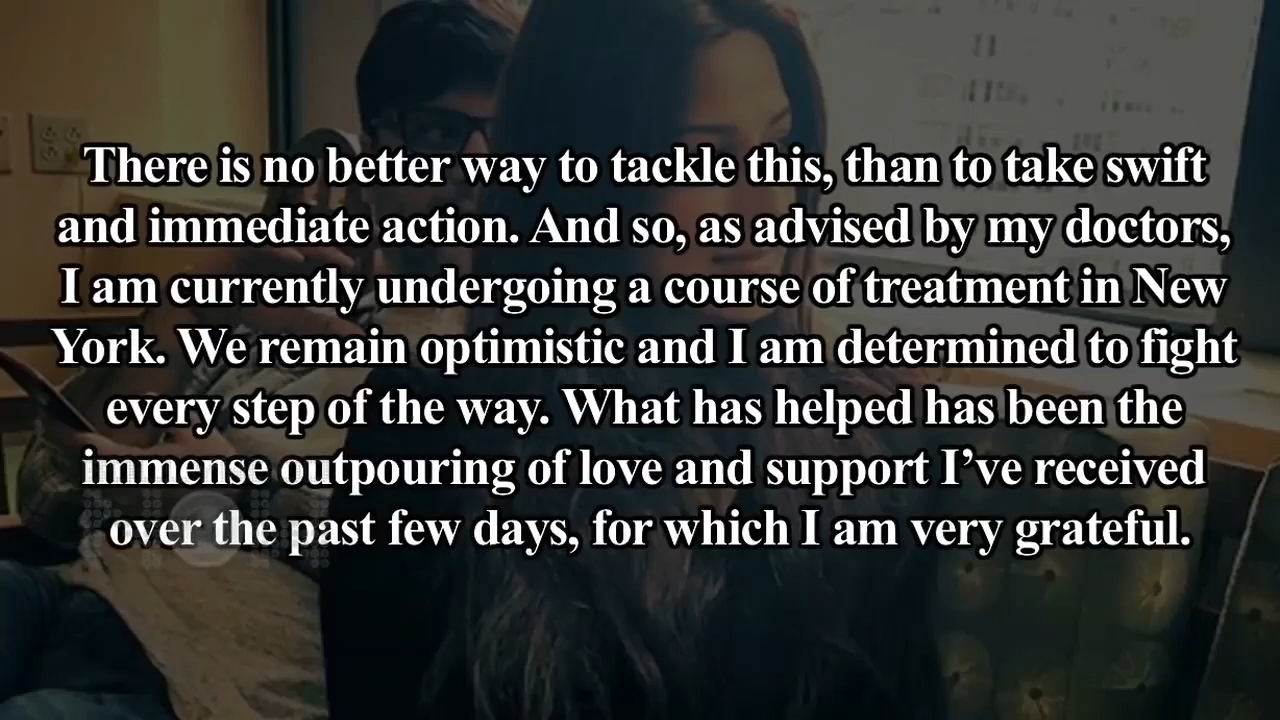 There is no better way to tackle this, than to take swift
and immediate action. And so, as advised by my doctors,
I am currently undergoing a course of treatment in New
York. We remain optimistic and I am determined to fight
every step of the way. What has helped has been the
immense outpouring of love and support I’ve received
over the past few days, for which I am very grateful.